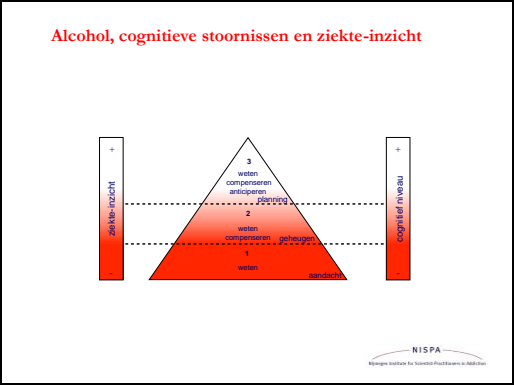 Alcohol, cognitieve stoornissen en ziekte-inzicht
+
ziekte-inzicht
-
3
weten
compenseren
anticiperen
planning
2
weten
compenseren
geheugen
1
weten
aandacht
+
cognitief niveau
-
NISPA
Nijmegen Institute for Scientist-Practitioners in Addiction